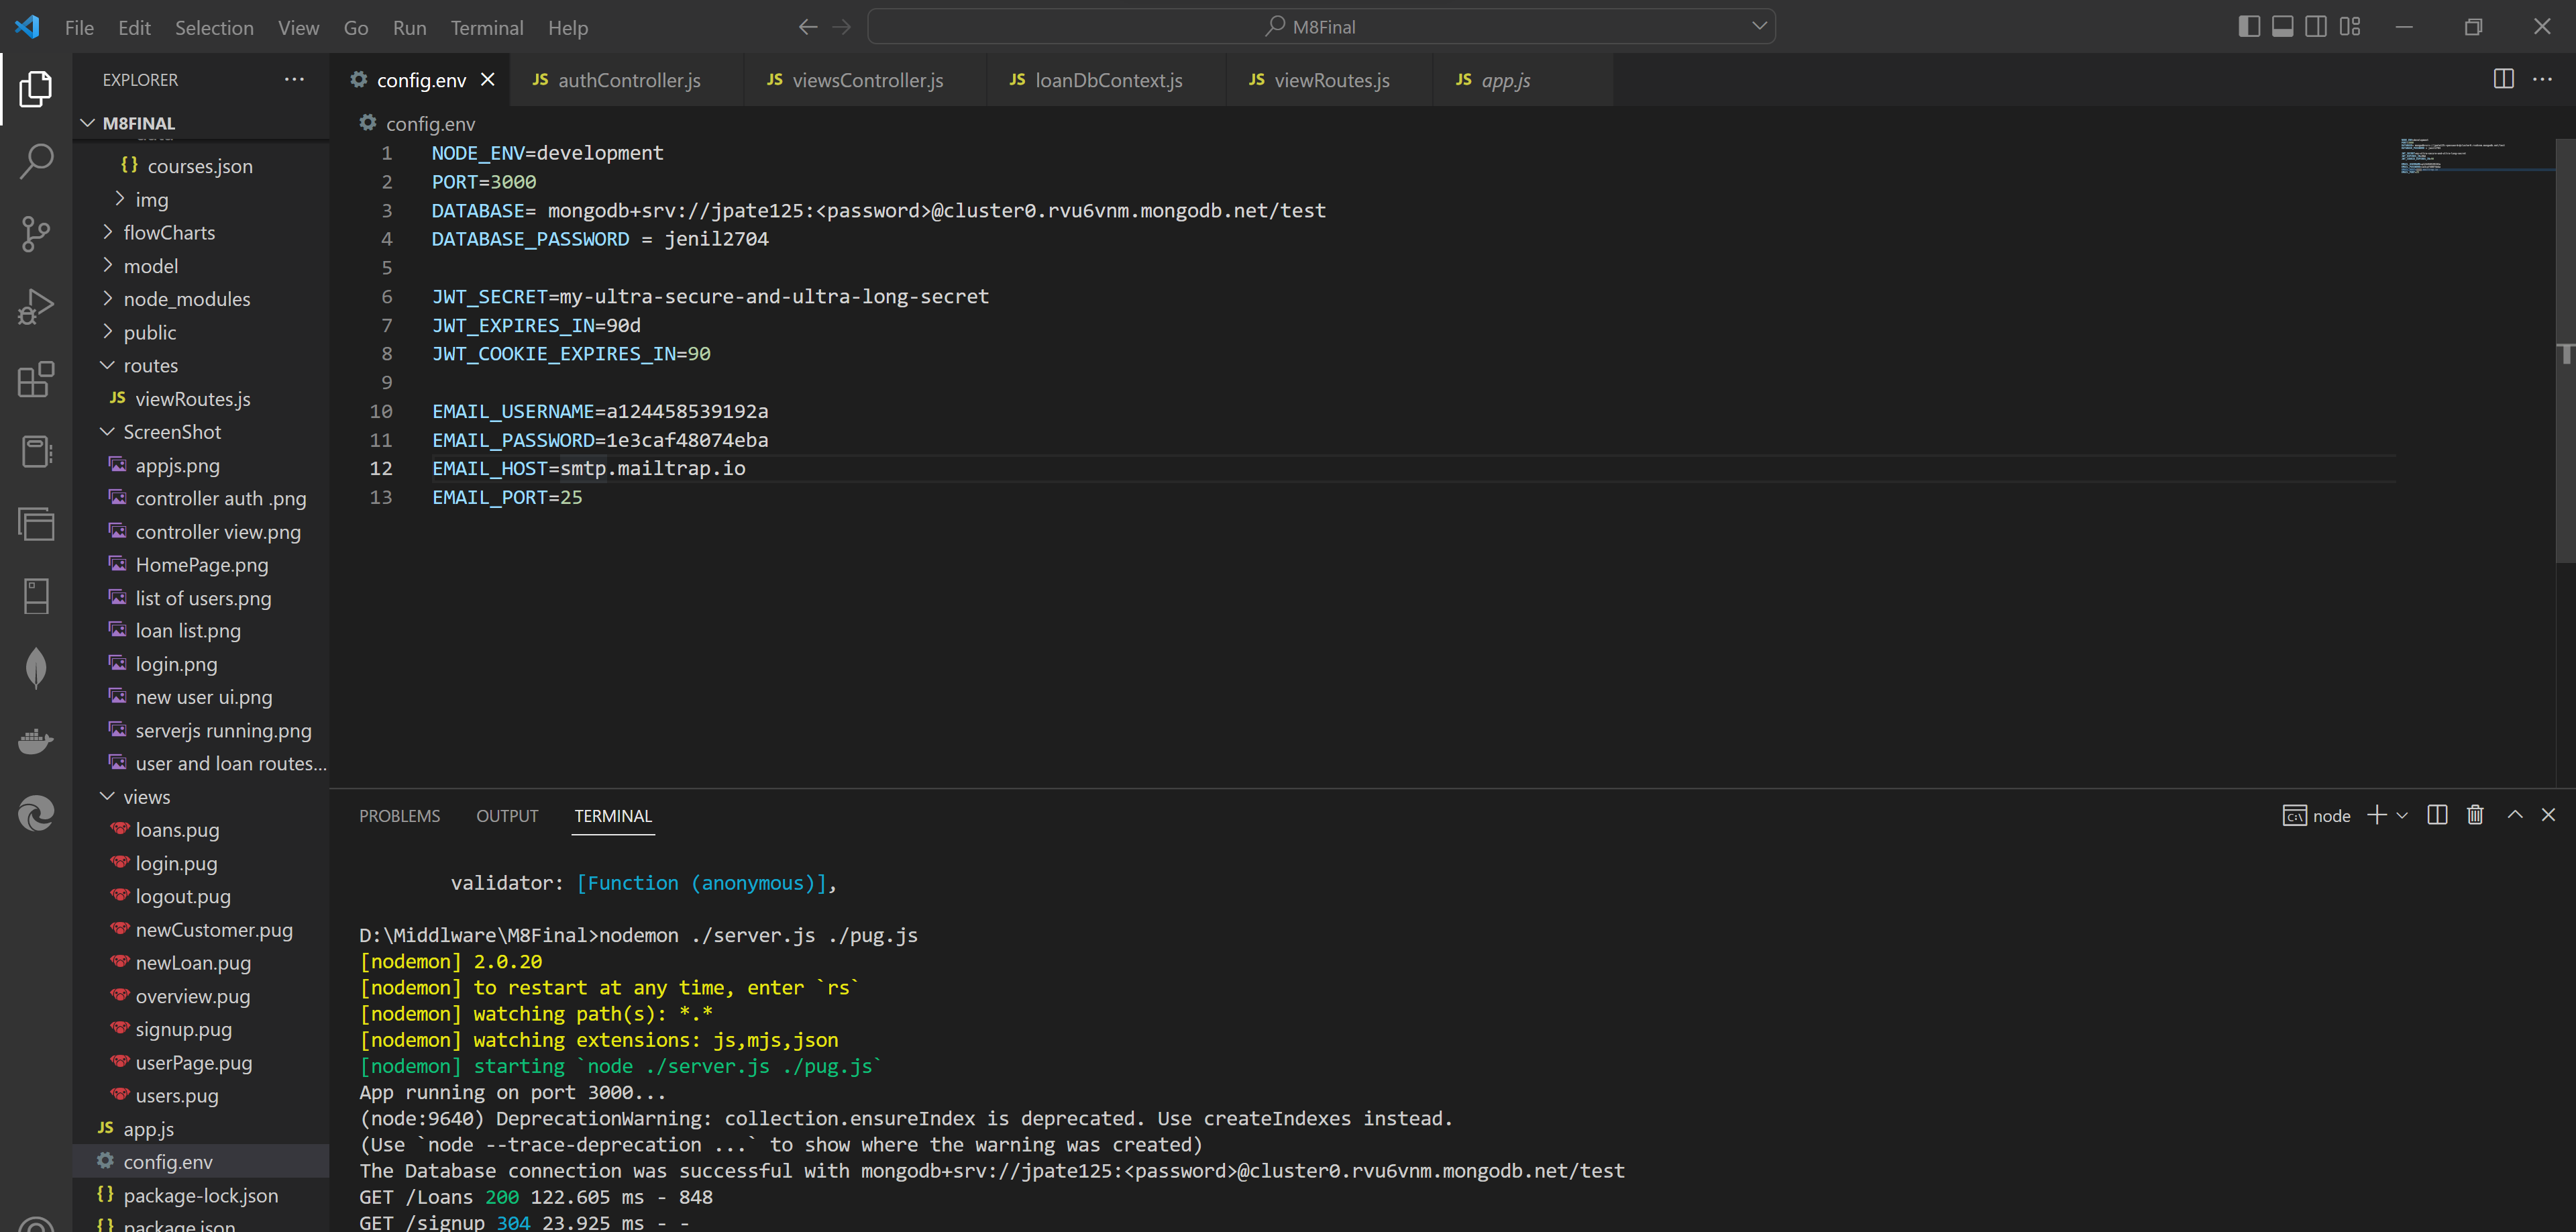 File Edit Selection View Go Run Terminal Help
M8Final
EXPLORER
M8FINAL
courses.json
img
flowCharts
model
node_modules
public
routes
JS viewRoutes.js
ScreenShot
appjs.png
controller auth .png
controller view.png
HomePage.png
list of users.png
loan list.png
login.png
new user ui.png
serverjs running.png
user and loan routes...
views
loans.pug
login.pug
logout.pug
newCustomer.pug
newLoan.pug
overview.pug
signup.pug
userPage.pug
users.pug
JS app.js
config.env
package-lock.json
package.json
config.env JS authController.js JS viewsController.js JS loanDbContext.js JS viewRoutes.js JS app.js
config.env
1 NODE_ENV=development
2 PORT=3000
3 DATABASE= mongodb+srv://jpate125:<password>@cluster0.rvu6vnm.mongodb.net/test
4 DATABASE_PASSWORD = jenil2704
5
6 JWT_SECRET=my-ultra-secure-and-ultra-long-secret
7 JWT_EXPIRES_IN=90d
8 JWT_COOKIE_EXPIRES_IN=90
9
10 EMAIL_USERNAME=a124458539192a
11 EMAIL_PASSWORD=1e3caf48074eba
12 EMAIL_HOST=smtp.mailtrap.io
13 EMAIL_PORT=25
PROBLEMS OUTPUT TERMINAL
node
validator: [Function (anonymous)],
D:\Middlware\M8Final>nodemon ./server.js ./pug.js
[nodemon] 2.0.20
[nodemon] to restart at any time, enter `rs`
[nodemon] watching path(s): *.*
[nodemon] watching extensions: js,mjs,json
[nodemon] starting `node ./server.js ./pug.js`
App running on port 3000...
(node:9640) DeprecationWarning: collection.ensureIndex is deprecated. Use createIndexes instead.
(Use `node --trace-deprecation ...` to show where the warning was created)
The Database connection was successful with mongodb+srv://jpate125:<password>@cluster0.rvu6vnm.mongodb.net/test
GET /Loans 200 122.605 ms - 848
GET /signup 304 23.925 ms - -